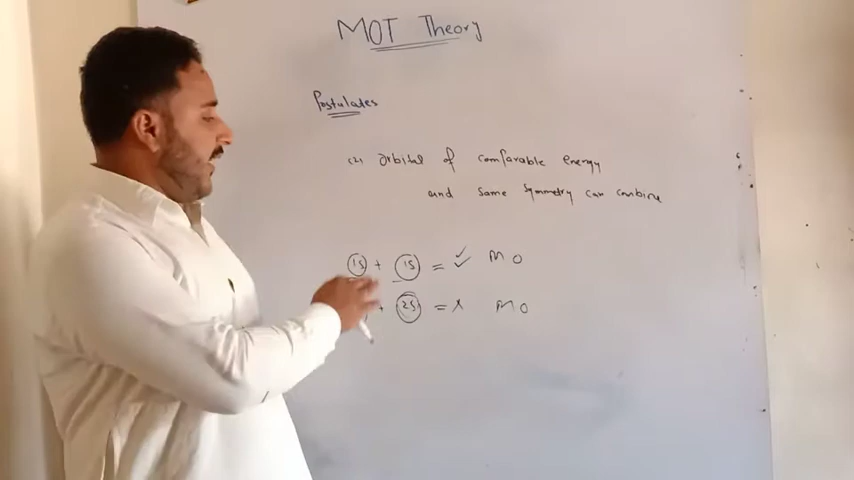 MOT Theory
Postulates
(2) orbital of comparable energy
and same symmetry can combine
1s + 1s = ✓ MO
+ 2s = x MO